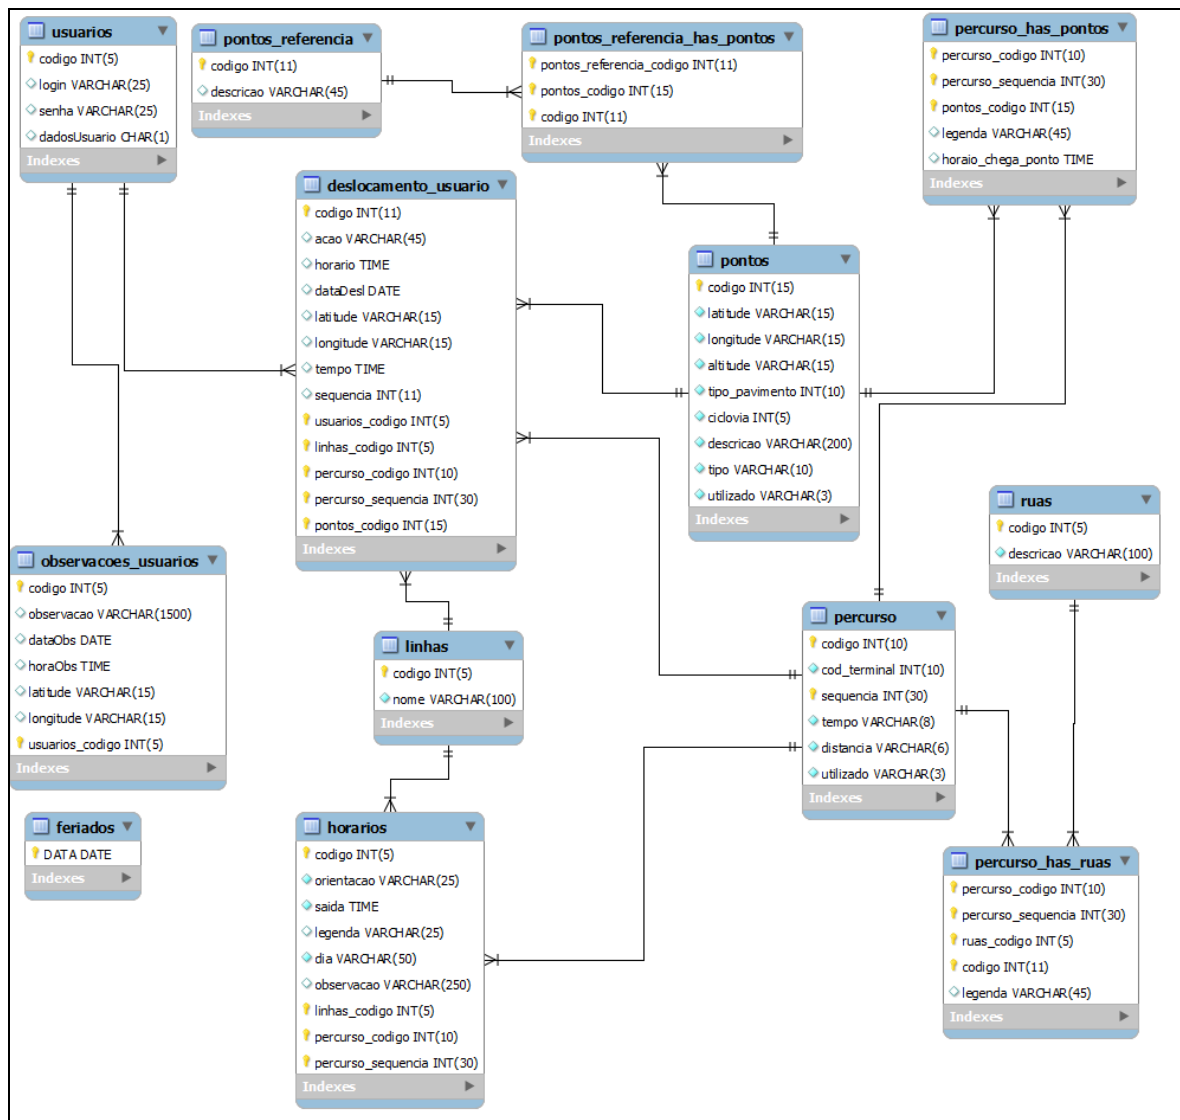 usuarios
codigo INT(5)
login VARCHAR(25)
senha VARCHAR(25)
dadosUsuario CHAR(1)
Indexes
pontos_referencia
codigo INT(11)
descricao VARCHAR(45)
Indexes
pontos_referencia_has_pontos
pontos_referencia_codigo INT(11)
pontos_codigo INT(15)
codigo INT(11)
Indexes
percurso_has_pontos
percurso_codigo INT(10)
percurso_sequencia INT(30)
pontos_codigo INT(15)
legenda VARCHAR(45)
horaio_chega_ponto TIME
Indexes
deslocamento_usuario
codigo INT(11)
acao VARCHAR(45)
horario TIME
dataDesl DATE
latitude VARCHAR(15)
longitude VARCHAR(15)
tempo TIME
sequencia INT(11)
usuarios_codigo INT(5)
linhas_codigo INT(5)
percurso_codigo INT(10)
percurso_sequencia INT(30)
pontos_codigo INT(15)
Indexes
pontos
codigo INT(15)
latitude VARCHAR(15)
longitude VARCHAR(15)
altitude VARCHAR(15)
tipo_pavimento INT(10)
ciclovia INT(5)
descricao VARCHAR(200)
tipo VARCHAR(10)
utilizado VARCHAR(3)
Indexes
ruas
codigo INT(5)
descricao VARCHAR(100)
Indexes
observacoes_usuarios
codigo INT(5)
observacao VARCHAR(1500)
dataObs DATE
horaObs TIME
latitude VARCHAR(15)
longitude VARCHAR(15)
usuarios_codigo INT(5)
Indexes
linhas
codigo INT(5)
nome VARCHAR(100)
Indexes
percurso
codigo INT(10)
cod_terminal INT(10)
sequencia INT(30)
tempo VARCHAR(8)
distancia VARCHAR(6)
utilizado VARCHAR(3)
Indexes
feriados
DATA DATE
Indexes
horarios
codigo INT(5)
orientacao VARCHAR(25)
saida TIME
legenda VARCHAR(25)
dia VARCHAR(50)
observacao VARCHAR(250)
linhas_codigo INT(5)
percurso_codigo INT(10)
percurso_sequencia INT(30)
Indexes
percurso_has_ruas
percurso_codigo INT(10)
percurso_sequencia INT(30)
ruas_codigo INT(5)
codigo INT(11)
legenda VARCHAR(45)
Indexes